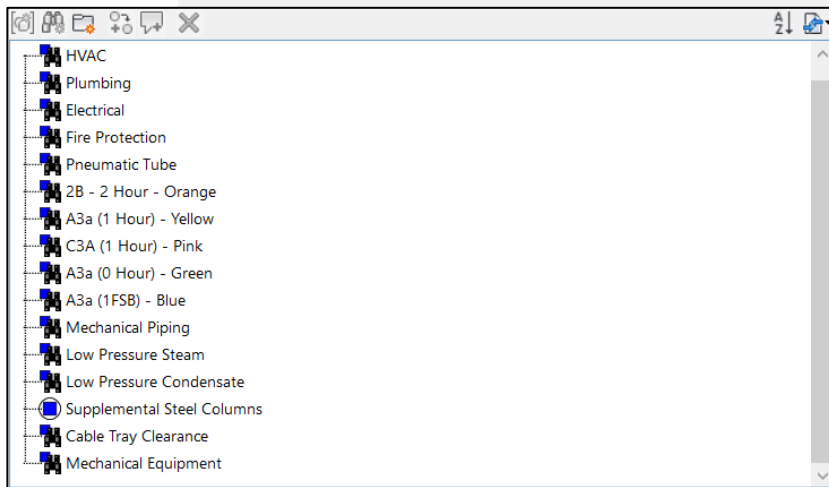 HVAC
Plumbing
Electrical
Fire Protection
Pneumatic Tube
2B - 2 Hour - Orange
A3a (1 Hour) - Yellow
C3A (1 Hour) - Pink
A3a (0 Hour) - Green
A3a (1FSB) - Blue
Mechanical Piping
Low Pressure Steam
Low Pressure Condensate
Supplemental Steel Columns
Cable Tray Clearance
Mechanical Equipment